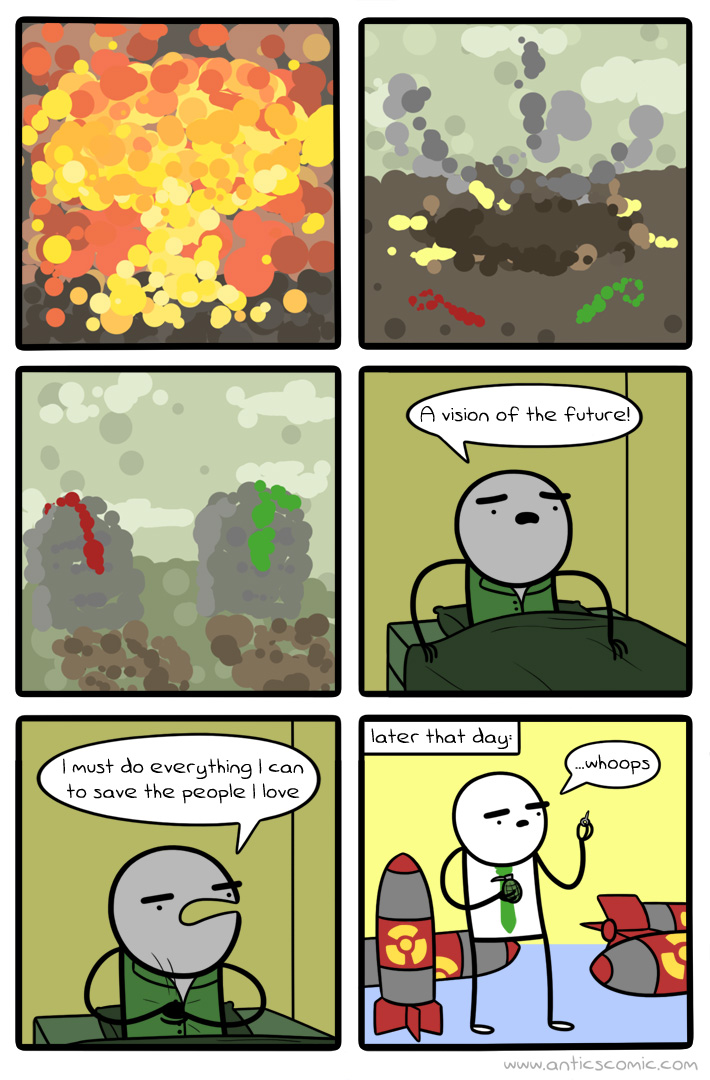 A vision of the future!
I must do everything I can
to save the people I love
later that day:
...whoops
www.anticscomic.com